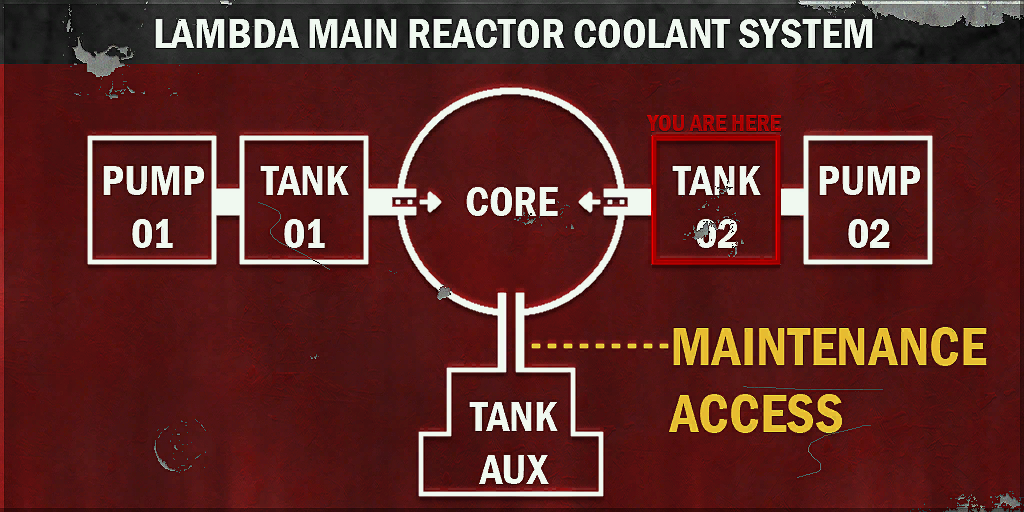 LAMBDA MAIN REACTOR COOLANT SYSTEM
YOU ARE HERE
PUMP
01
TANK
01
CORE
TANK
02
PUMP
02
MAINTENANCE
ACCESS
TANK
AUX